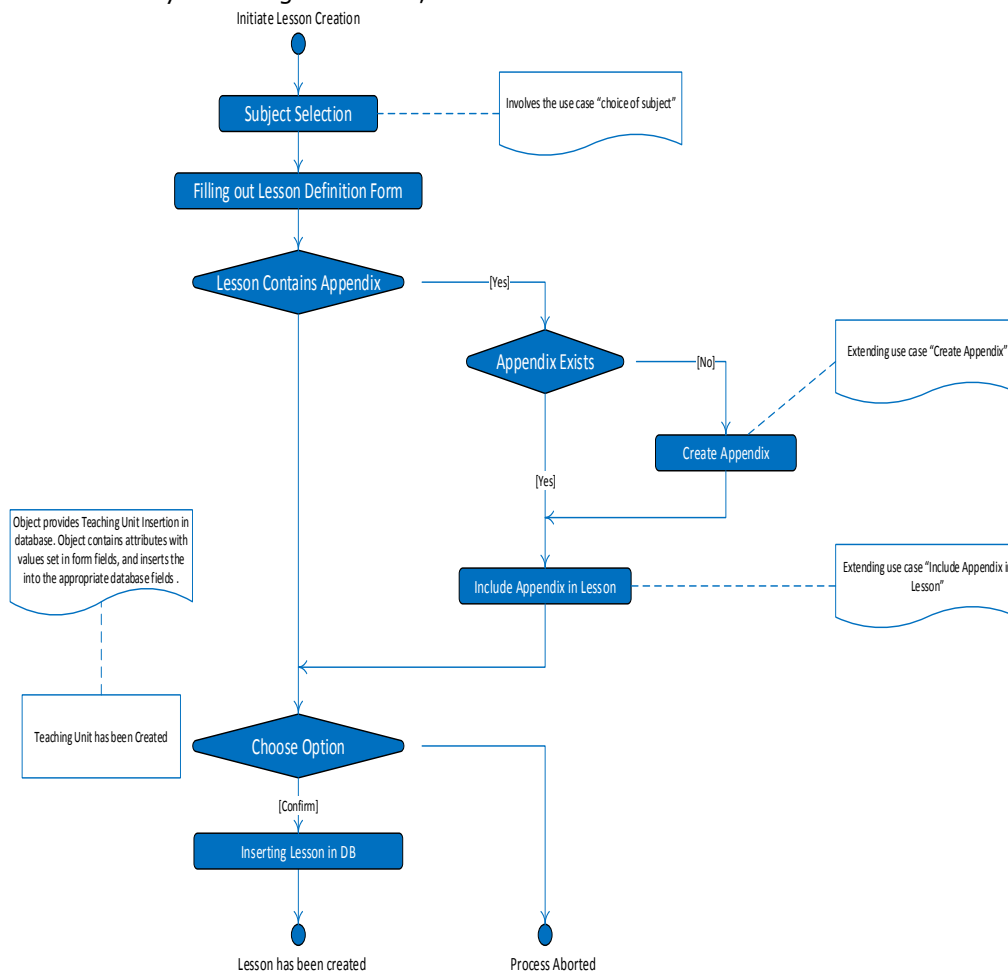 Initiate Lesson Creation
Subject Selection
Involves the use case “choice of subject”
Filling out Lesson Definition Form
Lesson Contains Appendix
[Yes]
Appendix Exists
[No]
Extending use case “Create Appendix”
Create Appendix
[Yes]
Object provides Teaching Unit Insertion in
database. Object contains attributes with
values set in form fields, and inserts the
into the appropriate database fields .
Include Appendix in Lesson
Extending use case “Include Appendix in
Lesson”
Teaching Unit has been Created
Choose Option
[Confirm]
Inserting Lesson in DB
Lesson has been created
Process Aborted